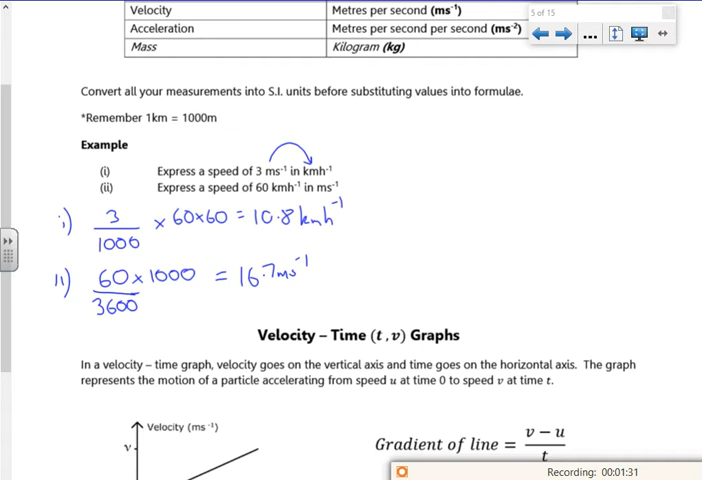 5 of 15
Velocity Metres per second (ms⁻¹)
Acceleration Metres per second per second (ms⁻²)
Mass Kilogram (kg)
Convert all your measurements into S.I. units before substituting values into formulae.
*Remember 1km = 1000m
Example
(i) Express a speed of 3 ms⁻¹ in kmh⁻¹
(ii) Express a speed of 60 kmh⁻¹ in ms⁻¹
i) 3/1000 × 60×60 = 10.8 kmh⁻¹
ii) 60×1000/3600 = 16.7ms⁻¹
Velocity – Time (t, v) Graphs
In a velocity – time graph, velocity goes on the vertical axis and time goes on the horizontal axis. The graph
represents the motion of a particle accelerating from speed u at time 0 to speed v at time t.
Velocity (ms⁻¹)
v
Gradient of line = v − u / t
Recording: 00:01:31